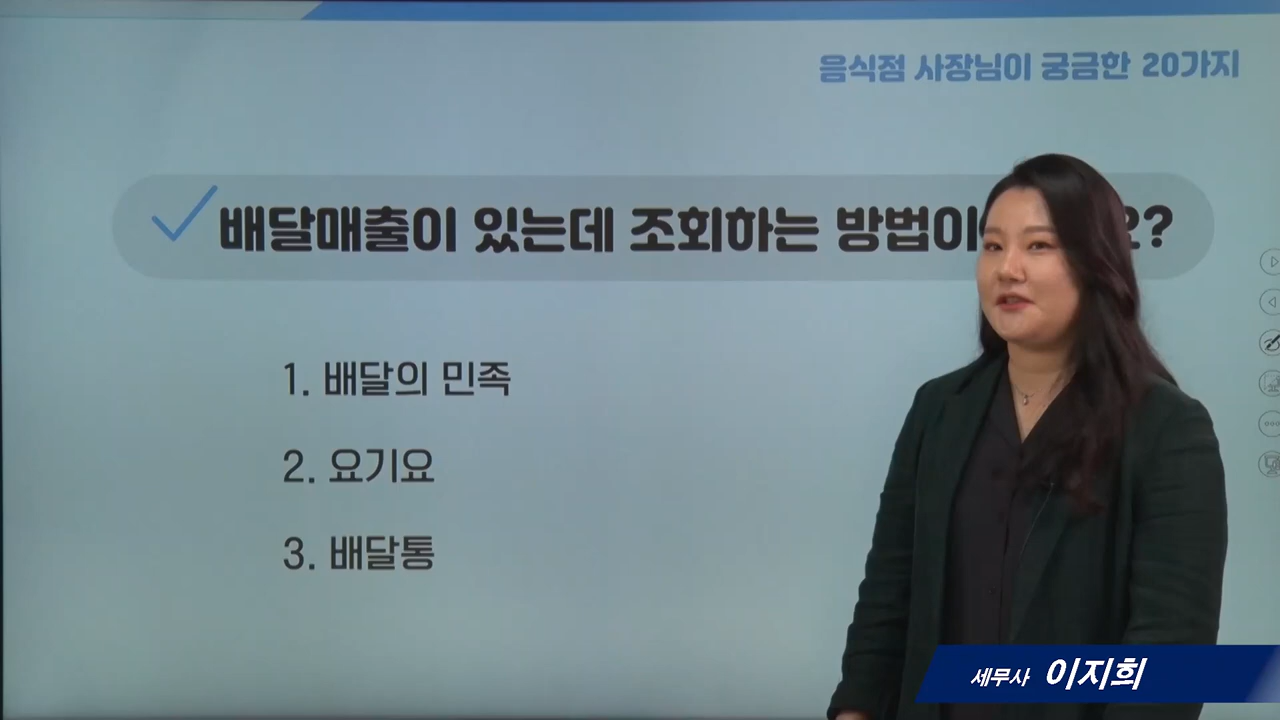 음식점 사장님이 궁금한 20가지
배달매출이 있는데 조회하는 방법이 요?
1. 배달의 민족
2. 요기요
3. 배달통
세무사 이지희